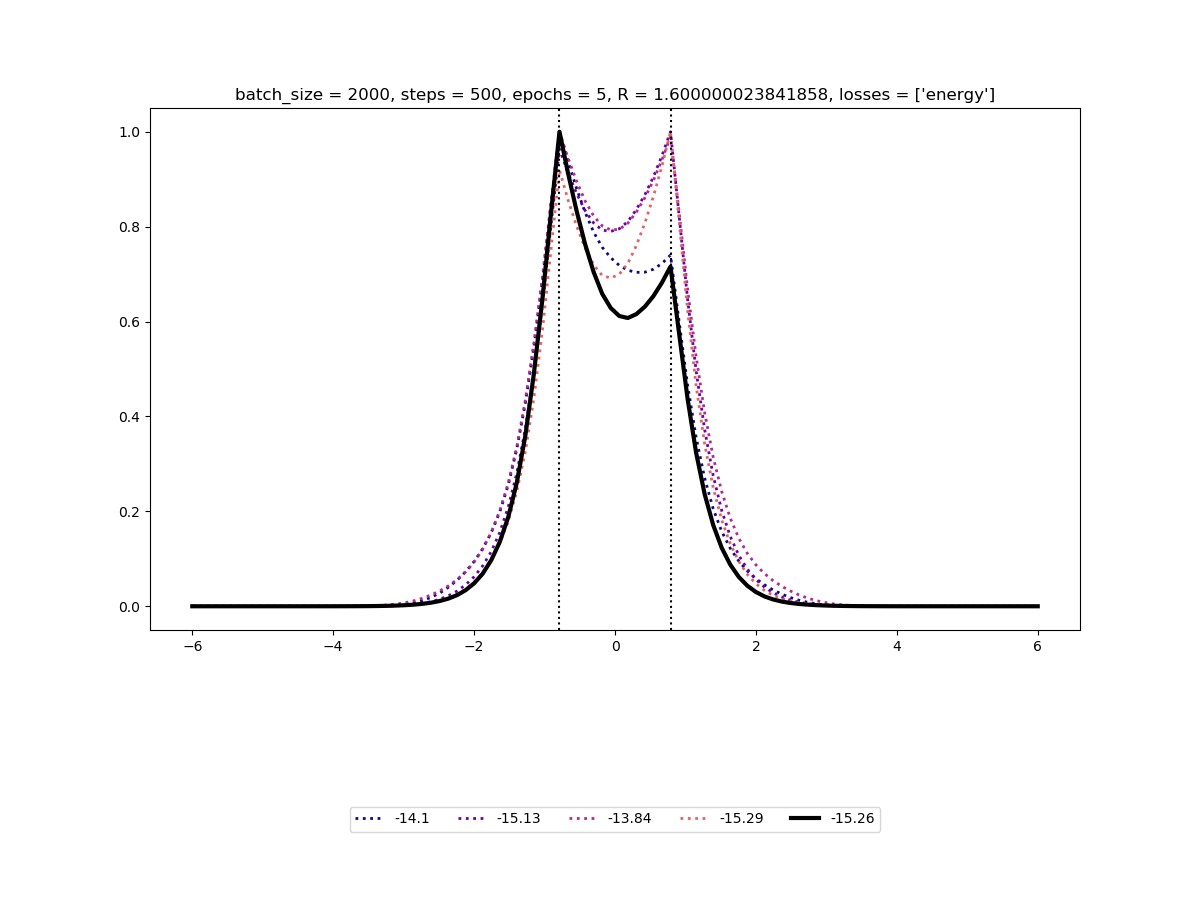 batch_size = 2000, steps = 500, epochs = 5, R = 1.600000023841858, losses = ['energy']
1.0
0.8
0.6
0.4
0.2
0.0
−6 −4 −2 0 2 4 6
-14.1 -15.13 -13.84 -15.29 -15.26